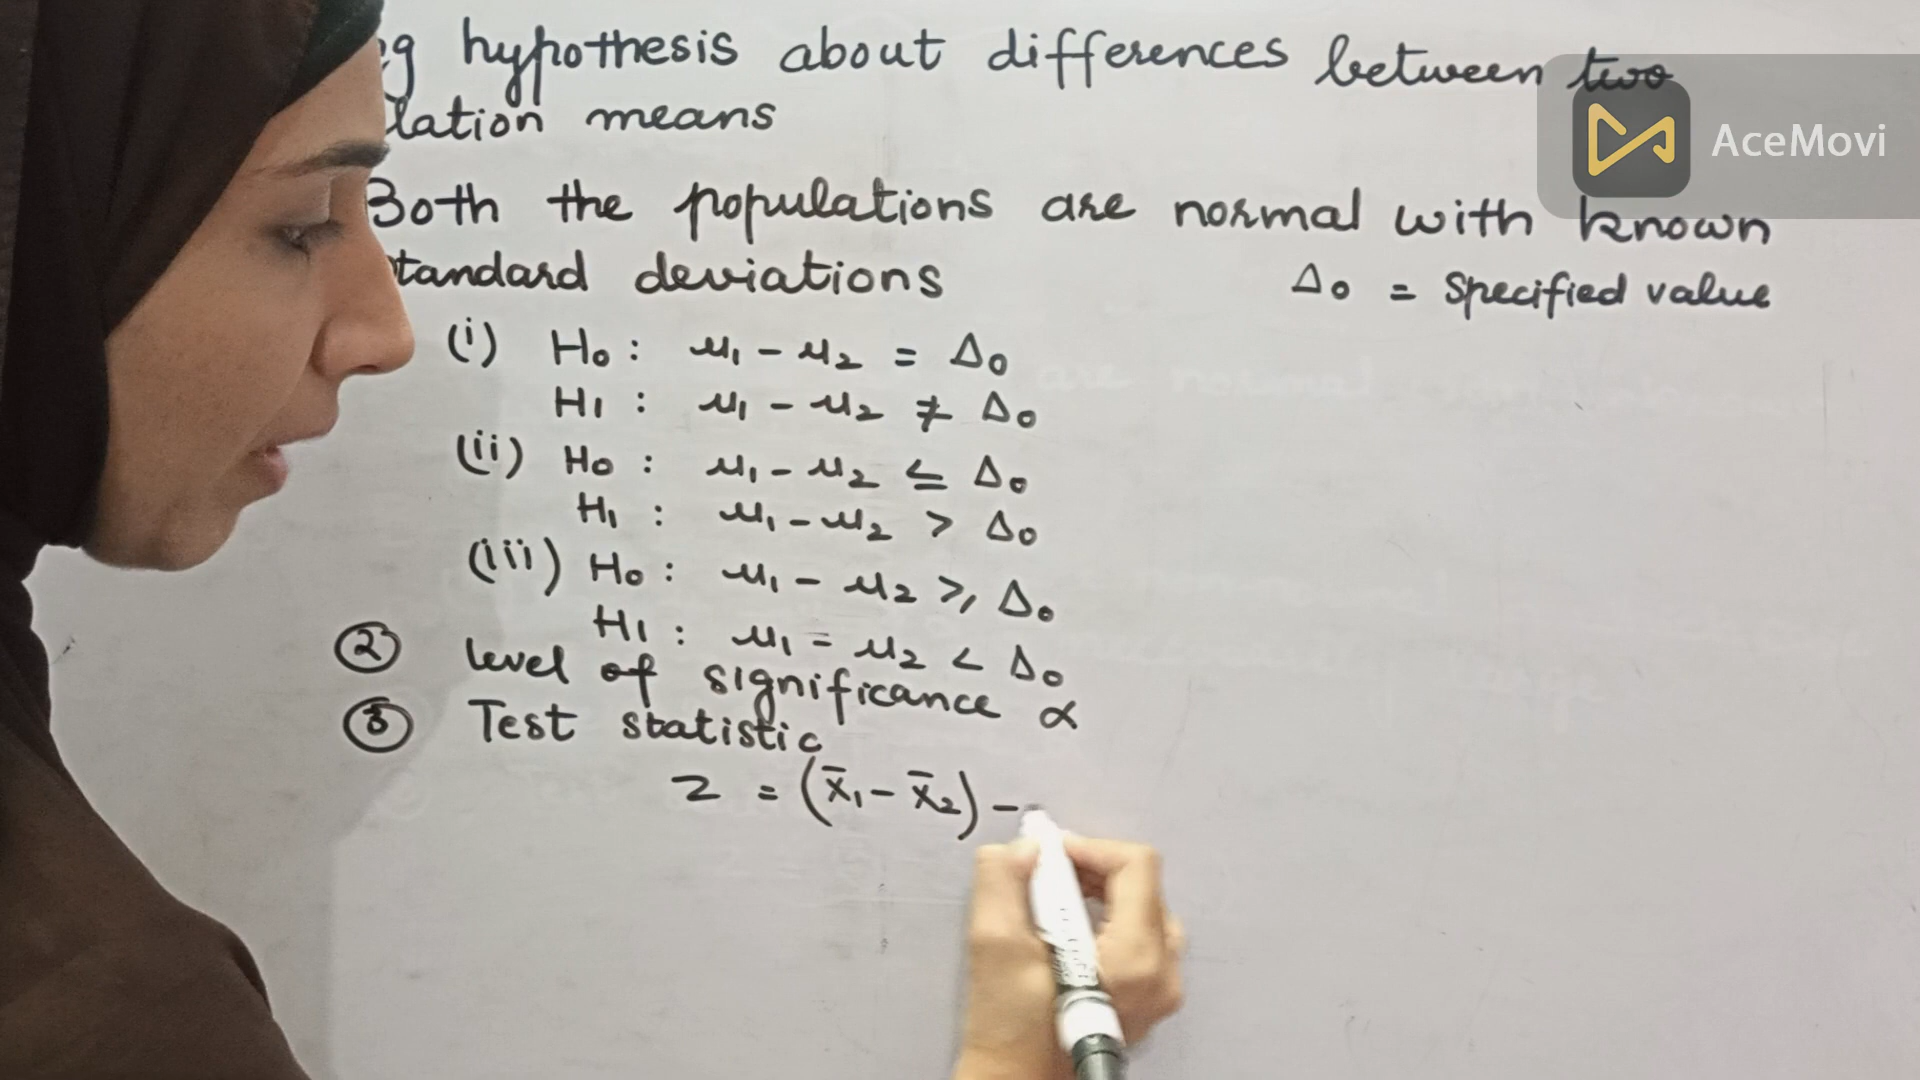 hypothesis about differences between two
means
AceMovi
Both the populations are normal with known
tandard deviations
Δ0 = Specified value
(i) H0 : μ1 - μ2 = Δ0
H1 : μ1 - μ2 ≠ Δ0
(ii) H0 : μ1 - μ2 ≤ Δ0
H1 : μ1 - μ2 > Δ0
(iii) H0 : μ1 - μ2 ≥ Δ0
H1 : μ1 = μ2 < Δ0
② level of significance α
③ Test statistic
Z = (x̄1 - x̄2) -